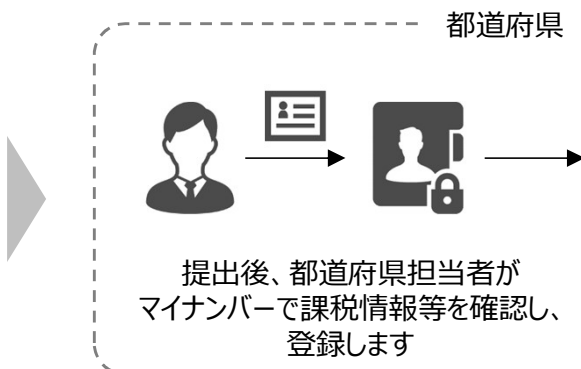 都道府県
提出後、都道府県担当者が
マイナンバーで課税情報等を確認し、
登録します